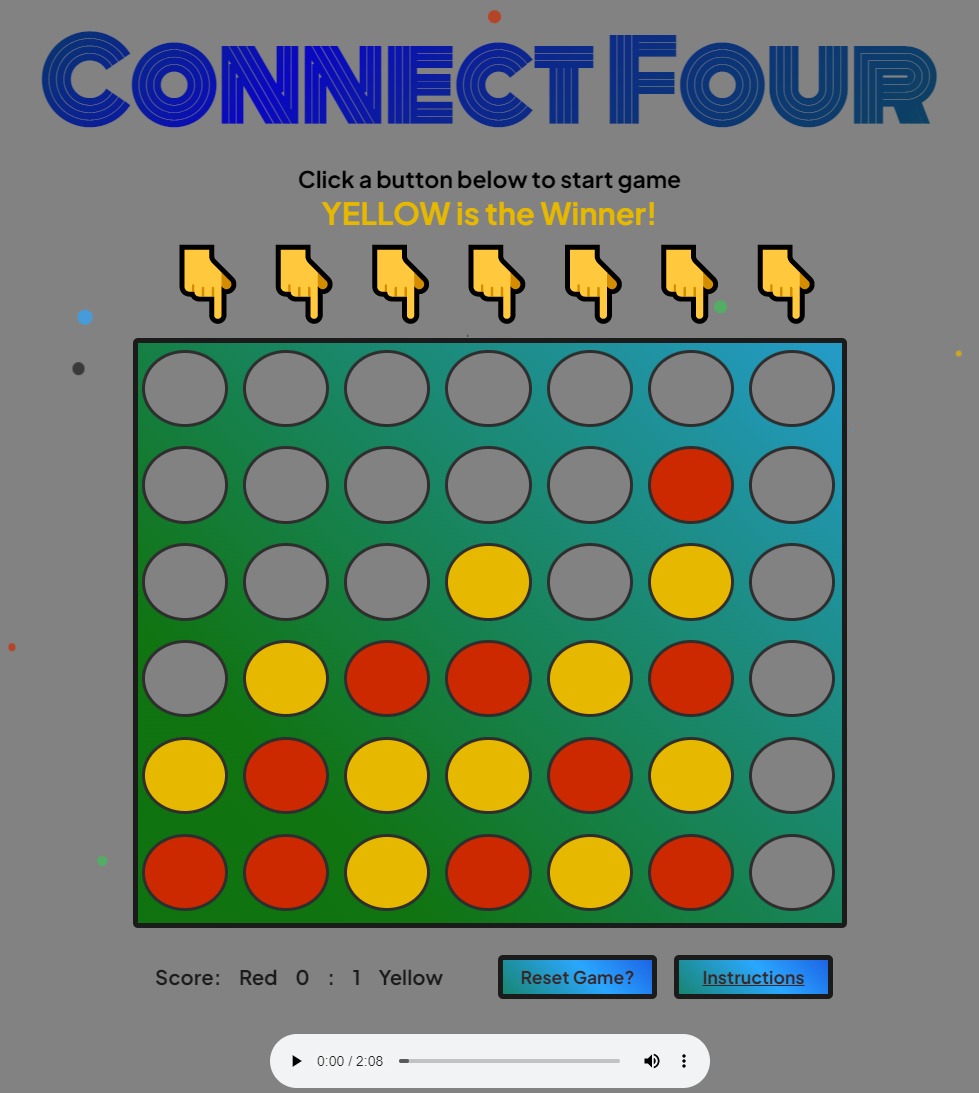 Connect Four
Click a button below to start game
YELLOW is the Winner!
Score: Red 0 : 1 Yellow
Reset Game?
Instructions
0:00 / 2:08